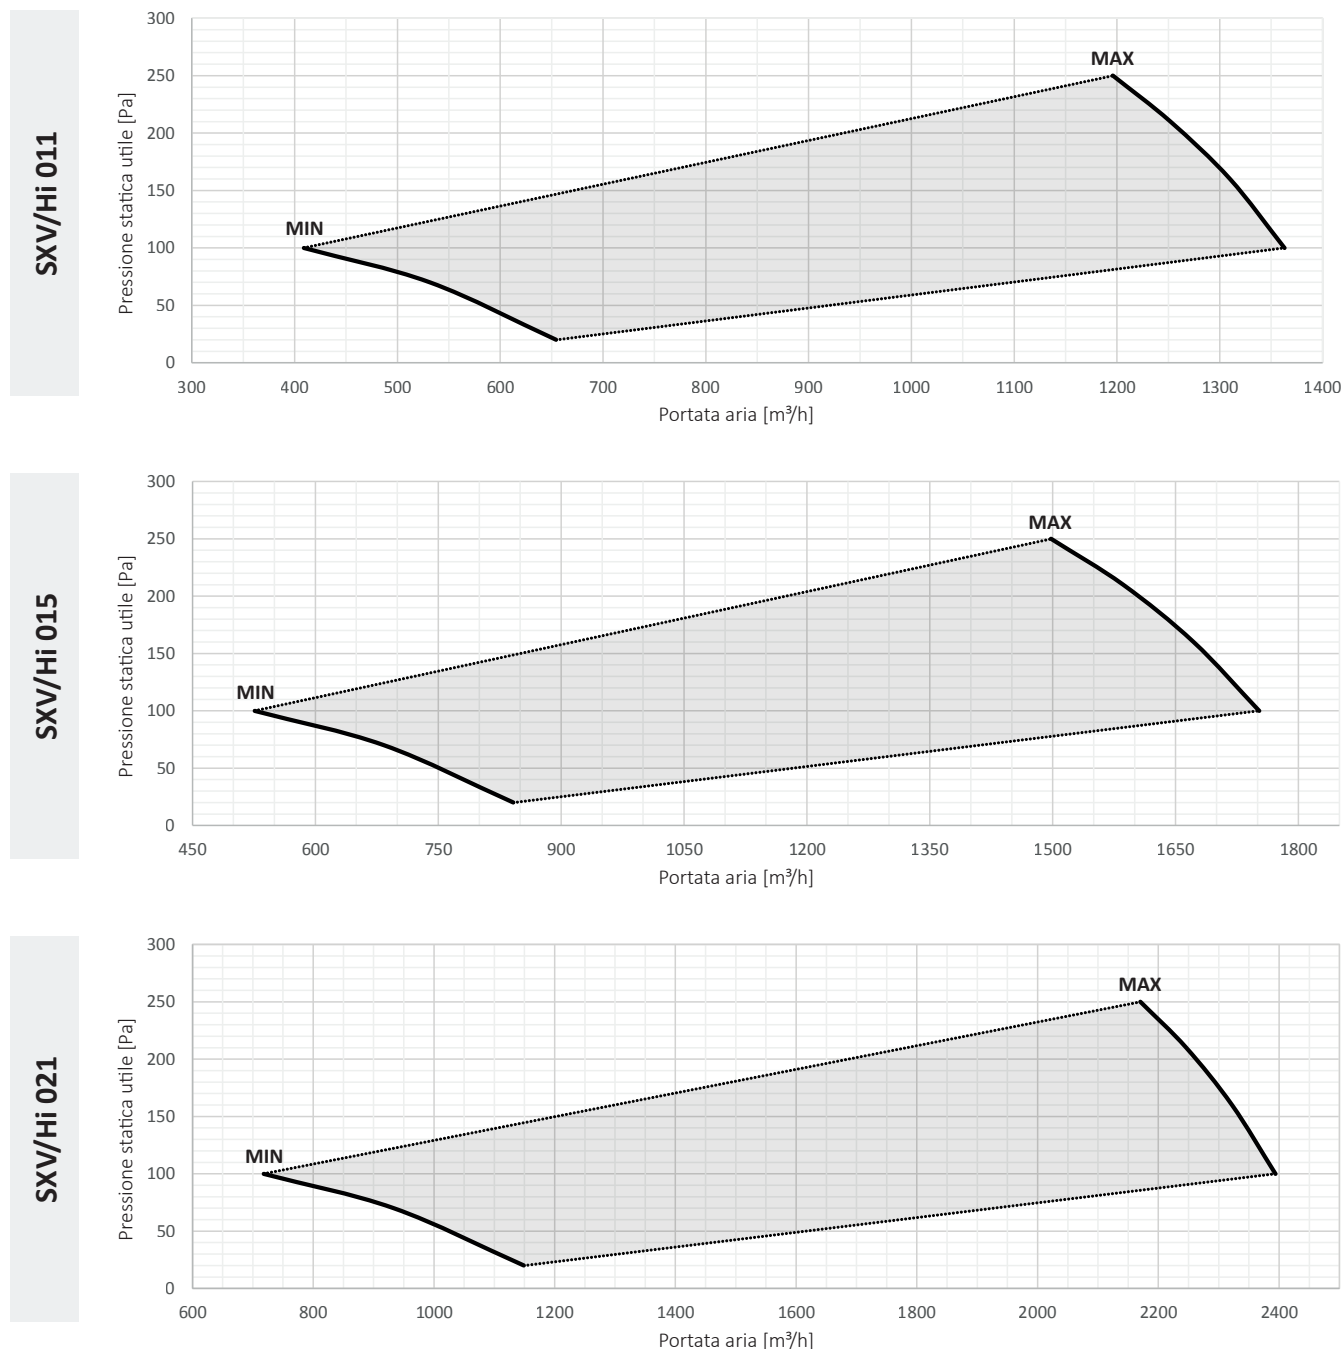 SXV/Hi 011
Pressione statica utile [Pa]
300
250
200
150
100
50
0
MIN
MAX
300 400 500 600 700 800 900 1000 1100 1200 1300 1400
Portata aria [m³/h]
SXV/Hi 015
Pressione statica utile [Pa]
300
250
200
150
100
50
0
MIN
MAX
450 600 750 900 1050 1200 1350 1500 1650 1800
Portata aria [m³/h]
SXV/Hi 021
Pressione statica utile [Pa]
300
250
200
150
100
50
0
MIN
MAX
600 800 1000 1200 1400 1600 1800 2000 2200 2400
Portata aria [m³/h]